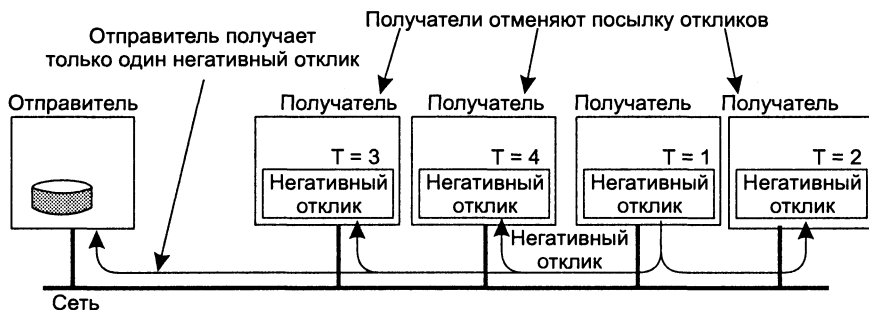 Получатели отменяют посылку откликов
Отправитель получает
только один негативный отклик
Отправитель
Получатель
Получатель
Получатель
Получатель
T = 3
T = 4
T = 1
T = 2
Негативный
отклик
Негативный
отклик
Негативный
отклик
Негативный
отклик
Негативный
отклик
Сеть